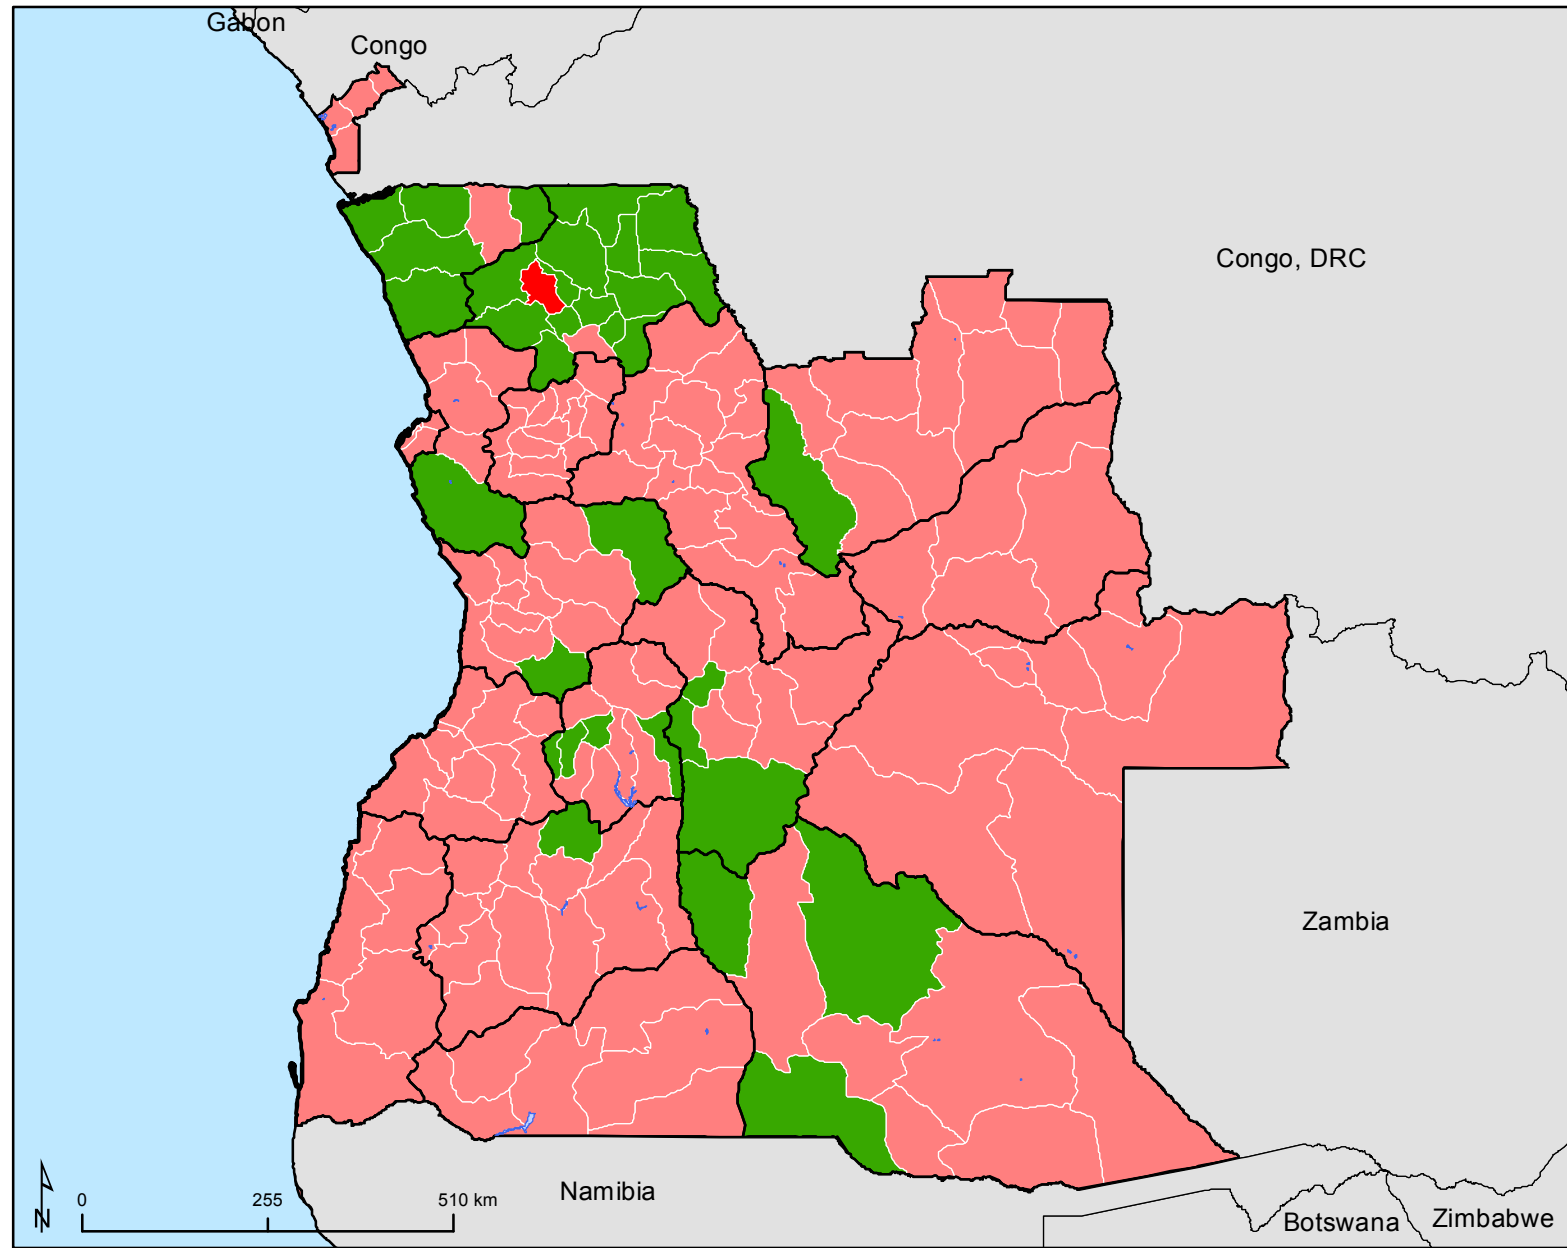 Gabon
Congo
Congo, DRC
Zambia
Namibia
Botswana
Zimbabwe
N
0 255 510 km